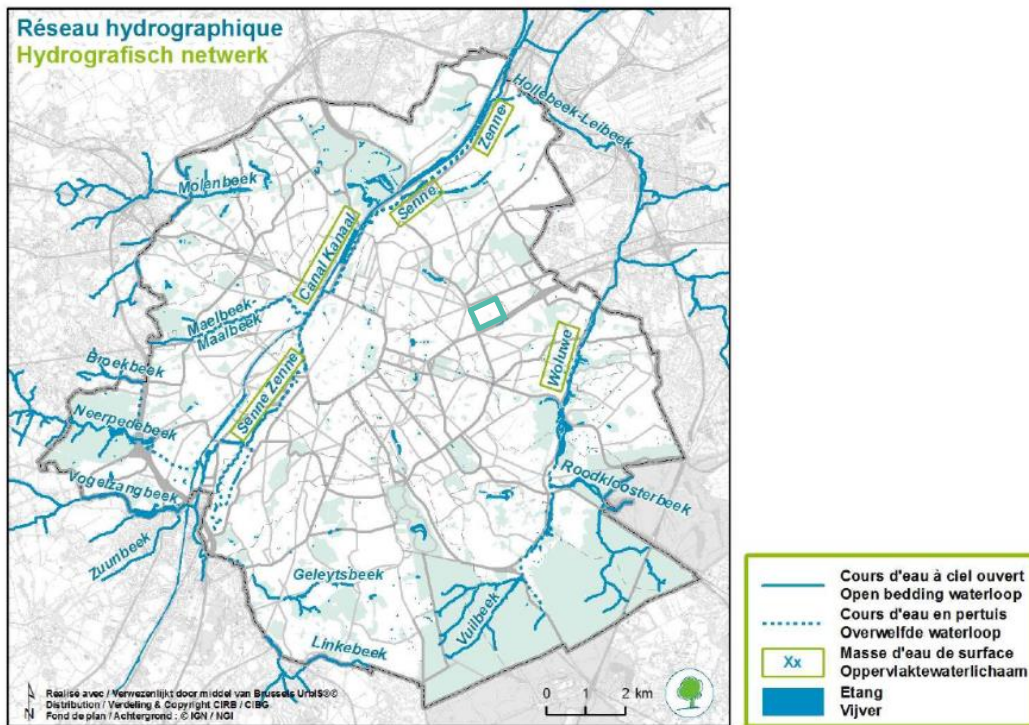 Réseau hydrographique
Hydrografisch netwerk
Hollebeek-Leibeek
Zenne
Senne
Molenbeek
Canal Kanaal
Maelbeek-
Maalbeek
Broekbeek
Woluwe
Senne Zenne
Neerpedebeek
Vogelzangbeek
Roodkloosterbeek
Zuunbeek
Geleytsbeek
Vuilbeek
Linkebeek
N
Réalisé avec / Verwezenlijkt door middel van Brussels UrbIS®©
Distribution / Verdeling & Copyright CIRB / CIBG
Fond de plan / Achtergrond : © IGN / NGI
0 1 2 km
Cours d'eau à ciel ouvert
Open bedding waterloop
Cours d'eau en pertuis
Overwelfde waterloop
Xx
Masse d'eau de surface
Oppervlaktewaterlichaam
Etang
Vijver